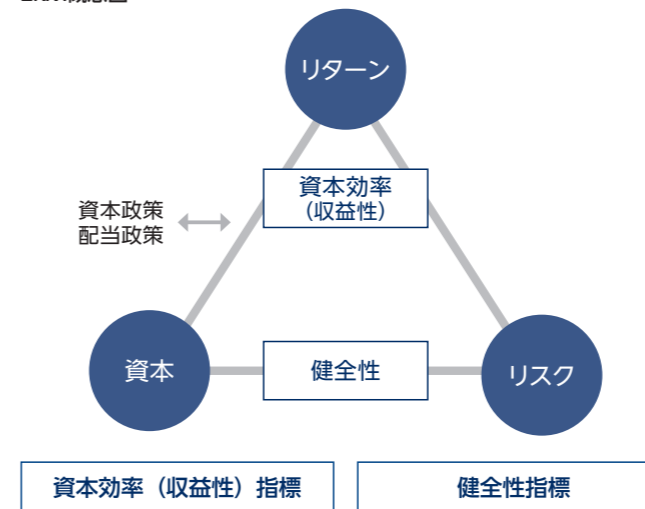 リターン
資本効率
（収益性）
資本政策
配当政策
資本
健全性
リスク
資本効率（収益性）指標
健全性指標